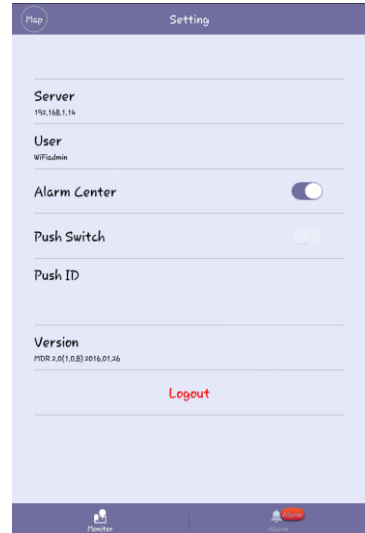 Map
Setting
Server
192.168.1.14
User
WiFiadmin
Alarm Center
Push Switch
Push ID
Version
MDR 2.0(1.0.8) 2016.01.26
Logout
Monitor
Alarm
Alarm